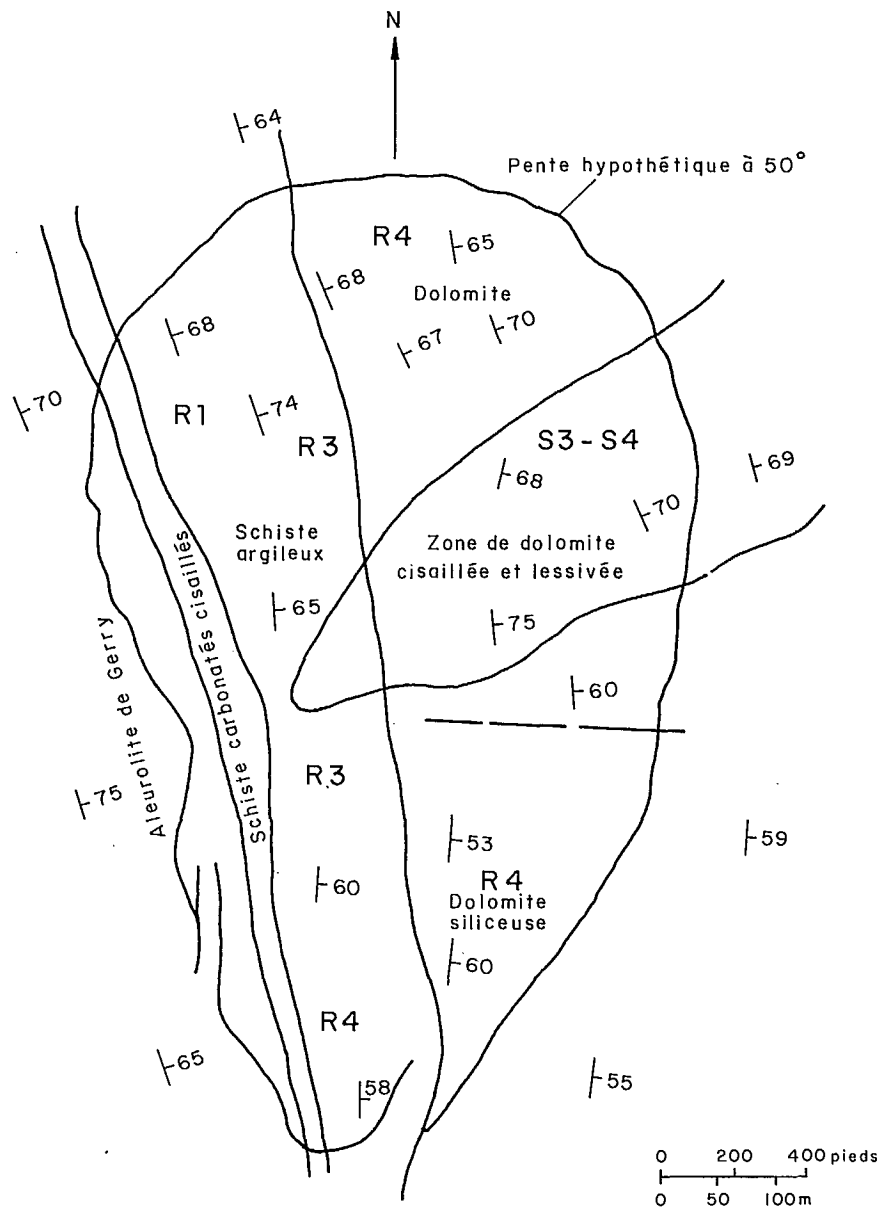 N
64
Pente hypothétique à 50°
R4
65
68
Dolomite
68
67
70
70
R1
74
R3
S3-S4
68
69
70
Schiste
argileux
Zone de dolomite
cisaillée et lessivée
65
75
Schiste carbonatés cisaillés
Aleurolite de Gerry
60
R3
75
53
59
R4
Dolomite
siliceuse
60
60
R4
65
58
55
0 200 400 pieds
0 50 100m